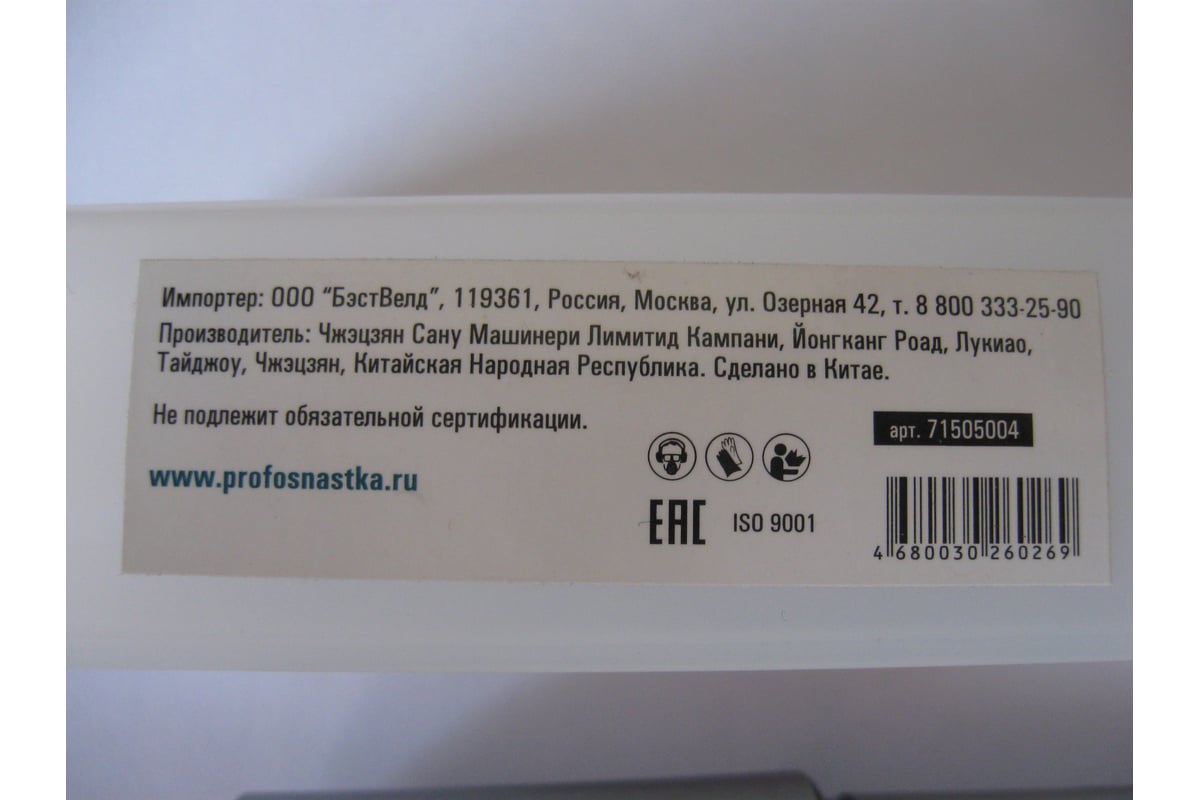 Импортер: ООО “БэстВелд”, 119361, Россия, Москва, ул. Озерная 42, т. 8 800 333-25-90
Производитель: Чжэцзян Сану Машинери Лимитид Кампани, Йонгканг Роад, Лукиао,
Тайджоу, Чжэцзян, Китайская Народная Республика. Сделано в Китае.
Не подлежит обязательной сертификации.
арт. 71505004
www.profosnastka.ru
EAC ISO 9001
4 680030 260269